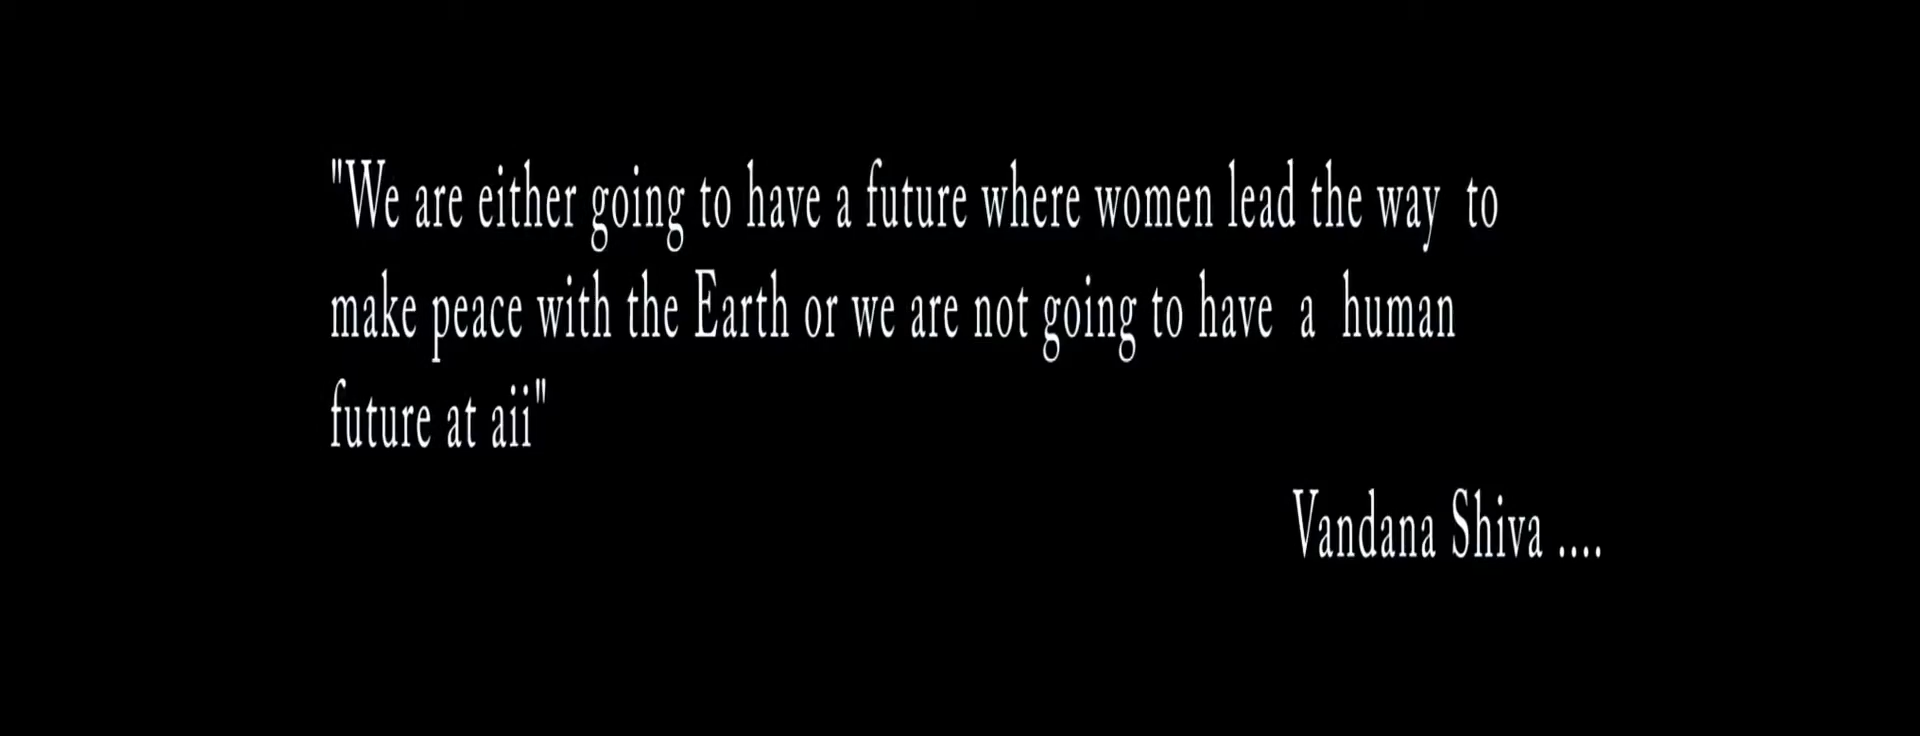 "We are either going to have a future where women lead the way  to
make peace with the Earth or we are not going to have  a  human
future at aii"
Vandana Shiva ....